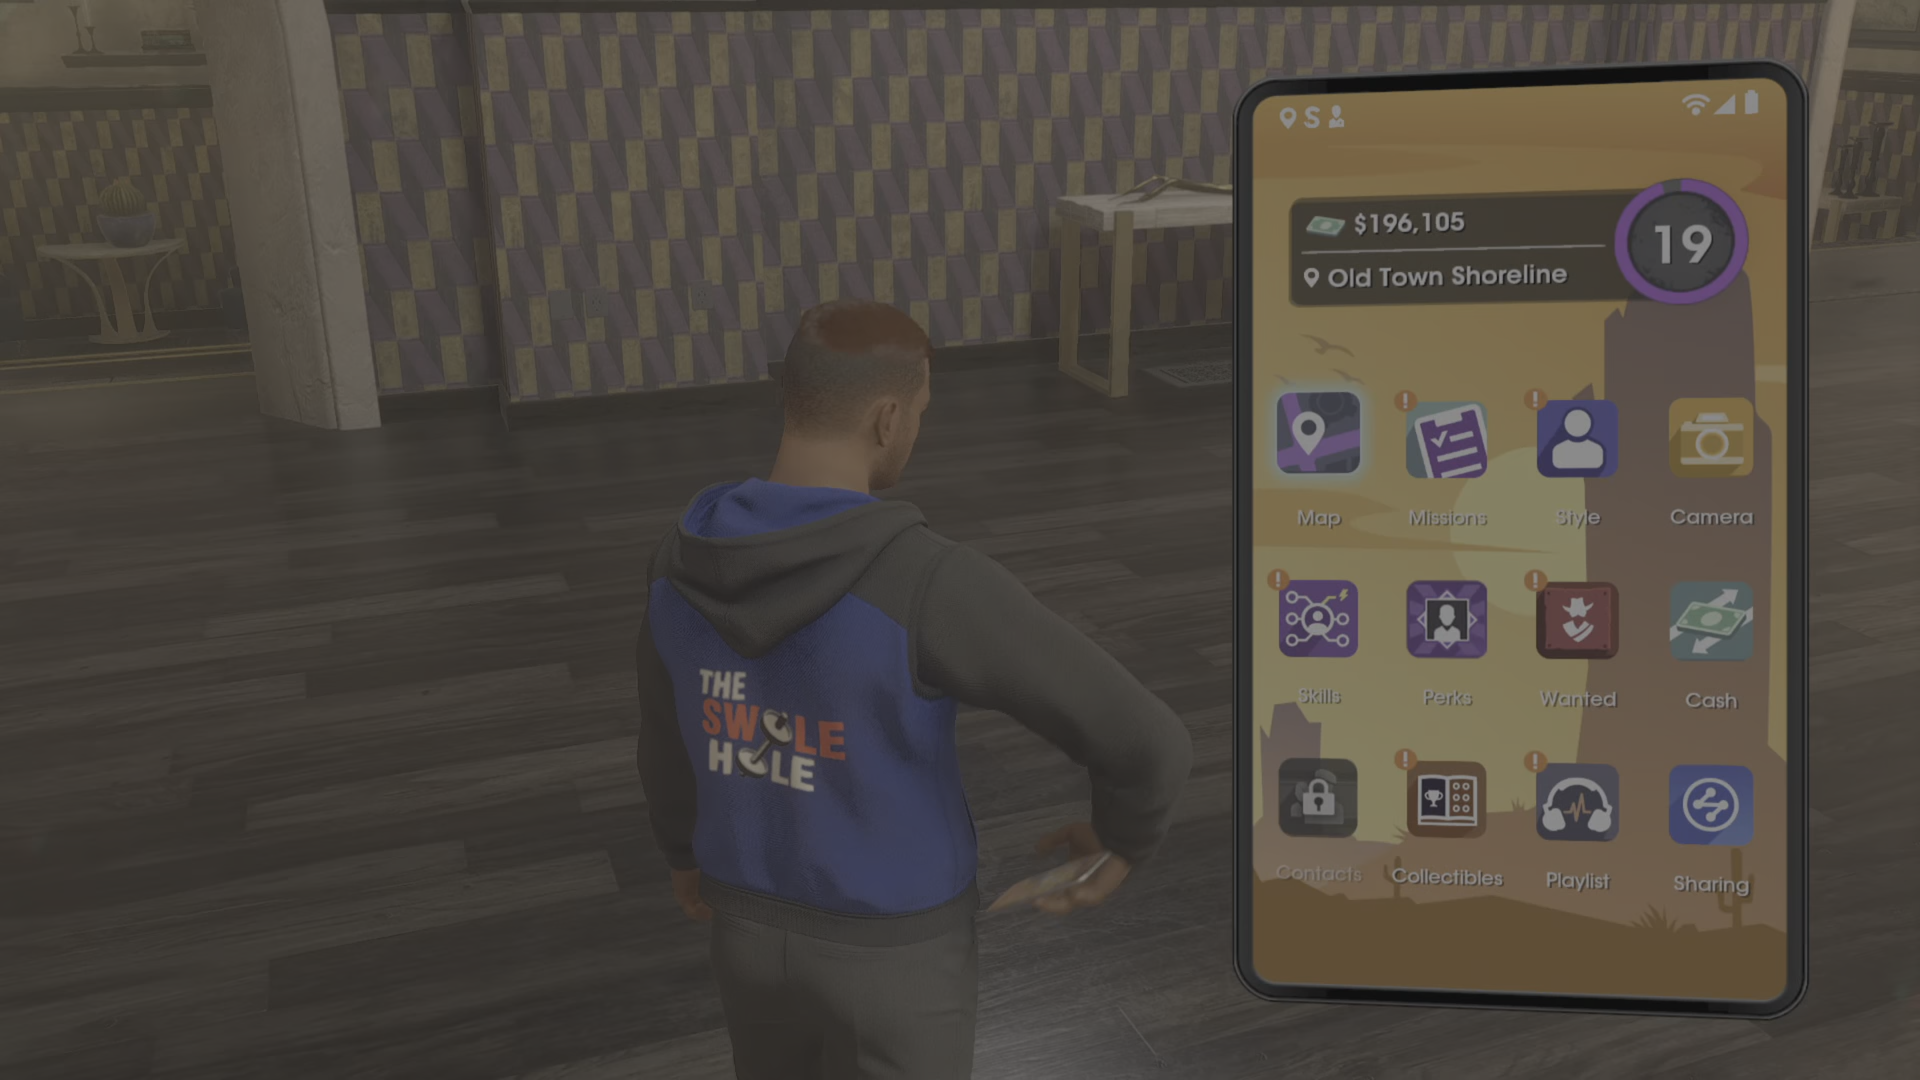 S
$196,105
19
Old Town Shoreline
!
!
Map
Missions
Style
Camera
!
!
Skills
Perks
Wanted
Cash
!
!
Contacts
Collectibles
Playlist
Sharing
THE
SWOLE
HOLE